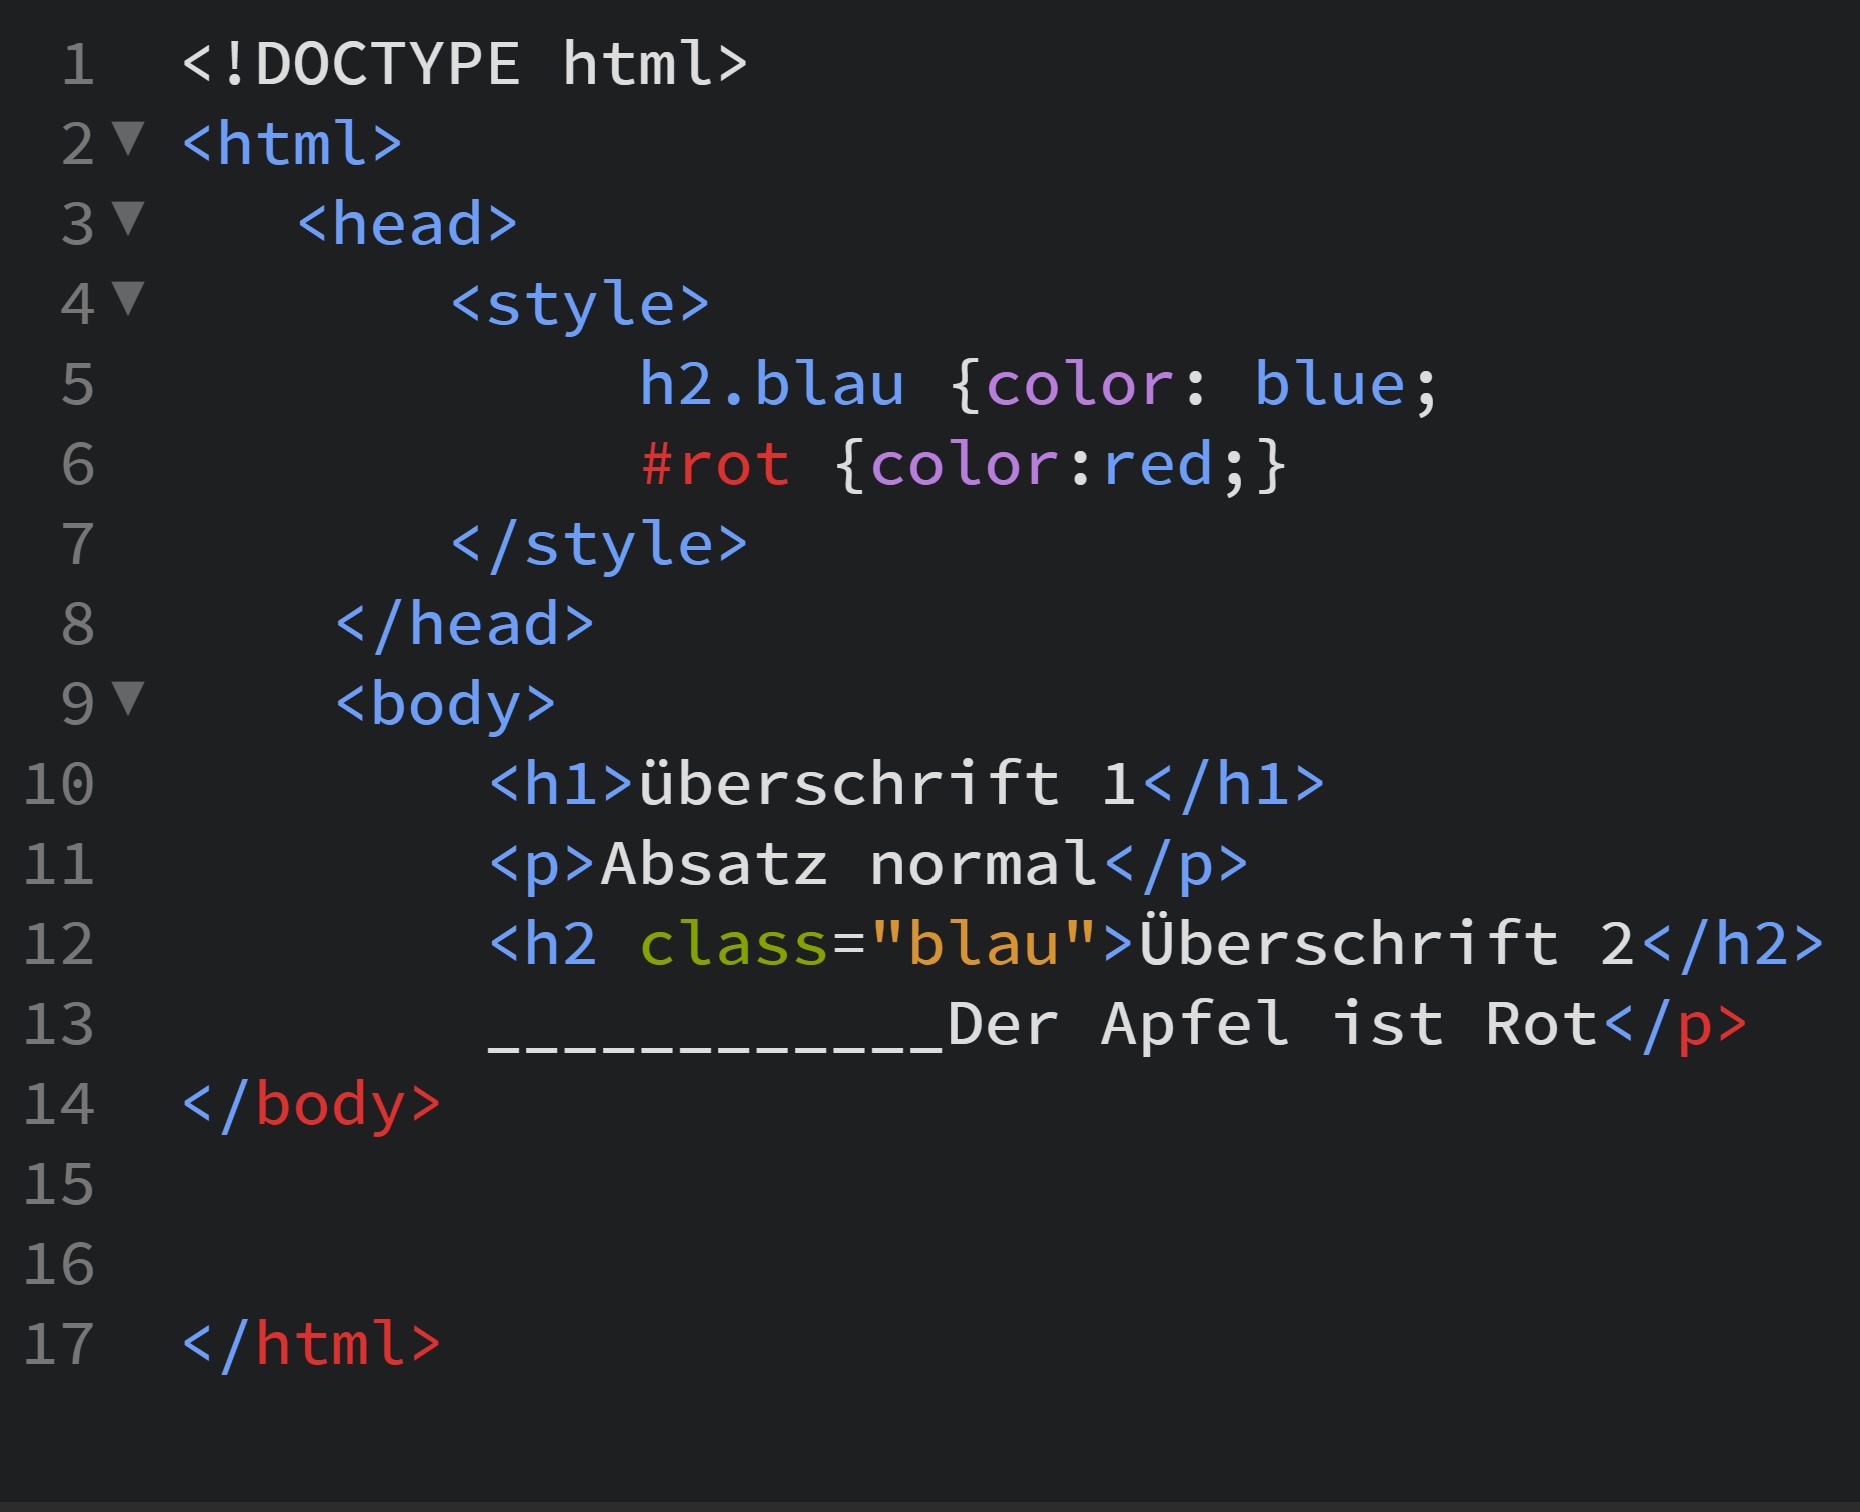 1 <!DOCTYPE html>
2 <html>
3 <head>
4 <style>
5 h2.blau {color: blue;
6 #rot {color:red;}
7 </style>
8 </head>
9 <body>
10 <h1>überschrift 1</h1>
11 <p>Absatz normal</p>
12 <h2 class="blau">Überschrift 2</h2>
13 ____________Der Apfel ist Rot</p>
14 </body>
15
16
17 </html>